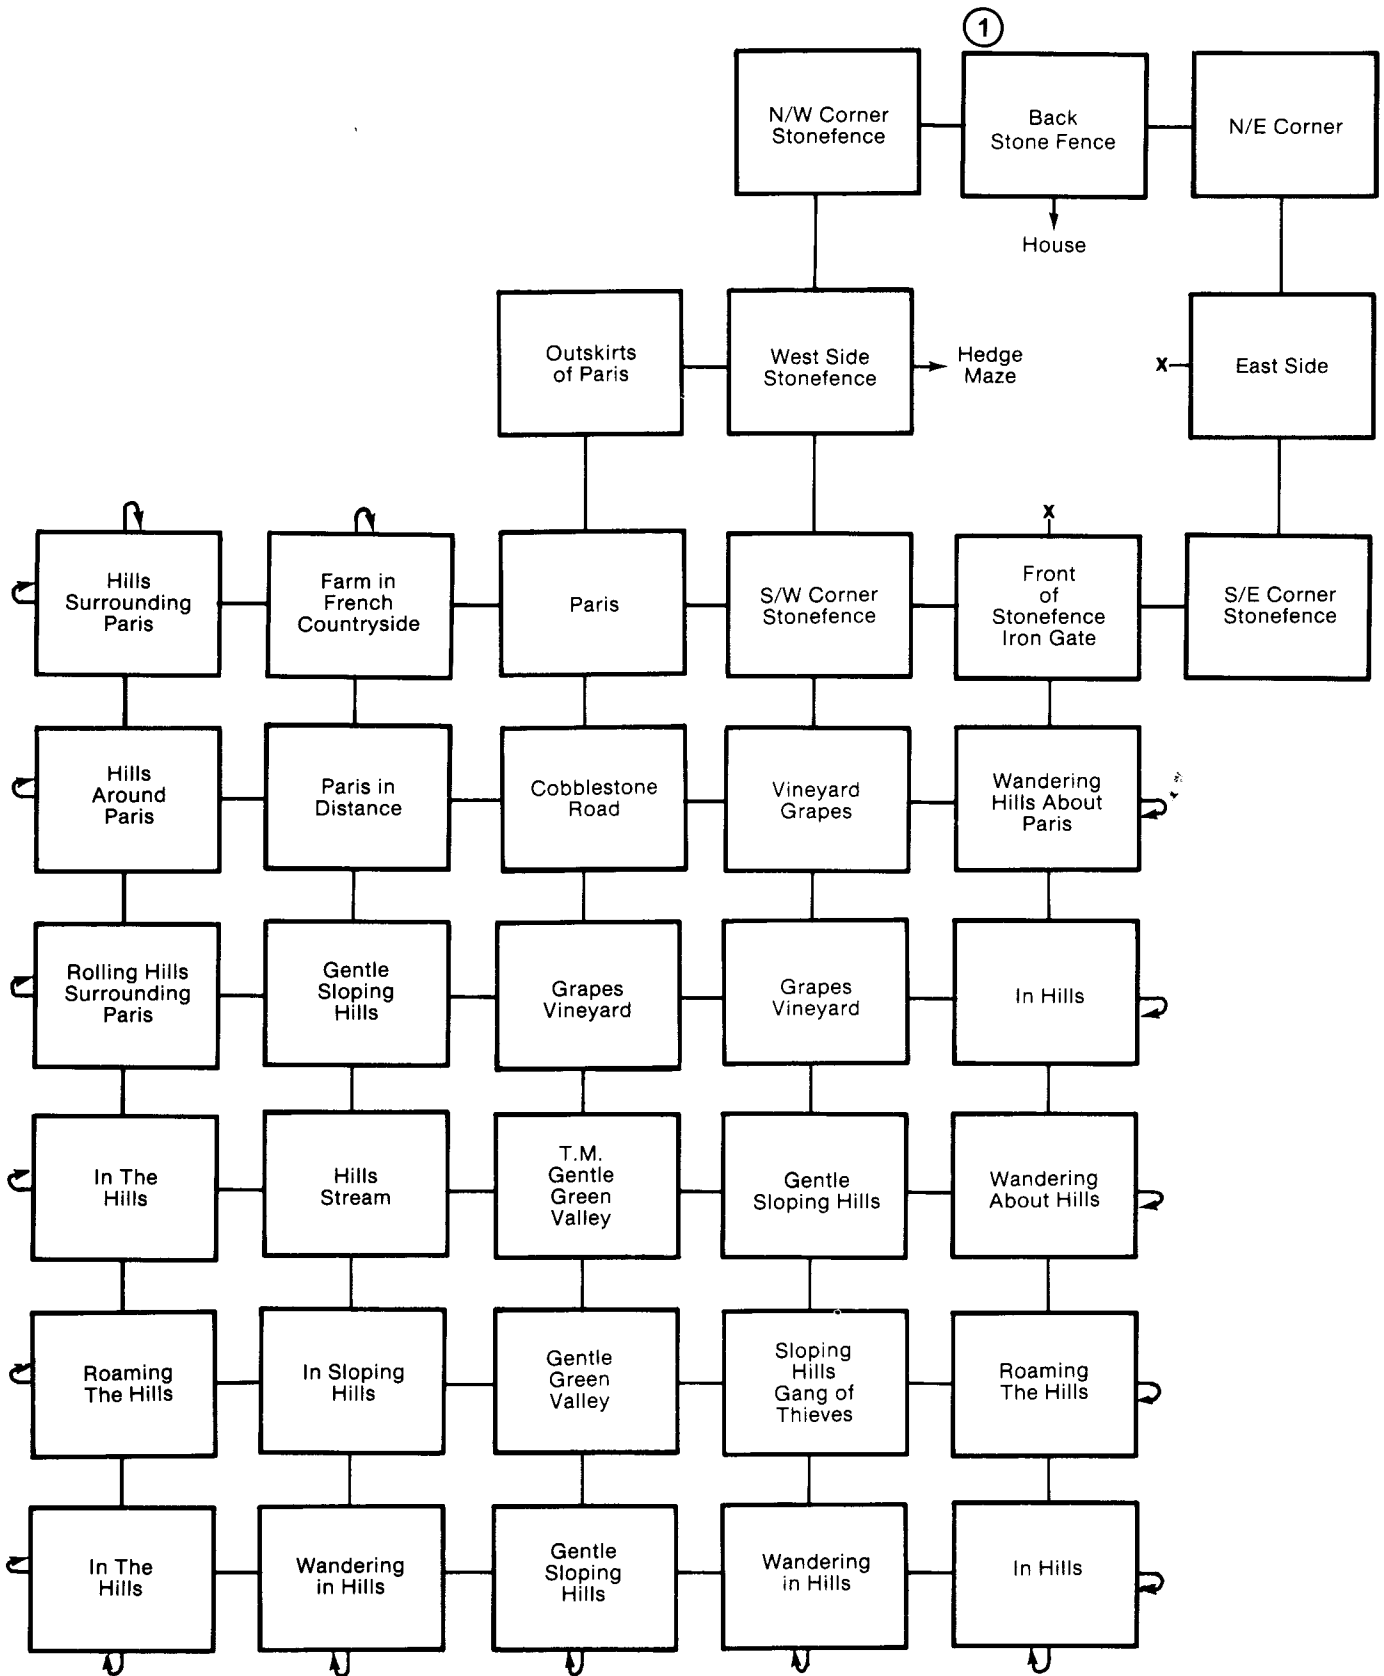 1
N/W Corner
Stonefence
Back
Stone Fence
N/E Corner
House
Outskirts
of Paris
West Side
Stonefence
Hedge
Maze
x
East Side
Hills
Surrounding
Paris
Farm in
French
Countryside
Paris
S/W Corner
Stonefence
x
Front
of
Stonefence
Iron Gate
S/E Corner
Stonefence
Hills
Around
Paris
Paris in
Distance
Cobblestone
Road
Vineyard
Grapes
Wandering
Hills About
Paris
Rolling Hills
Surrounding
Paris
Gentle
Sloping
Hills
Grapes
Vineyard
Grapes
Vineyard
In Hills
In The
Hills
Hills
Stream
T.M.
Gentle
Green
Valley
Gentle
Sloping Hills
Wandering
About Hills
Roaming
The Hills
In Sloping
Hills
Gentle
Green
Valley
Sloping
Hills
Gang of
Thieves
Roaming
The Hills
In The
Hills
Wandering
in Hills
Gentle
Sloping
Hills
Wandering
in Hills
In Hills